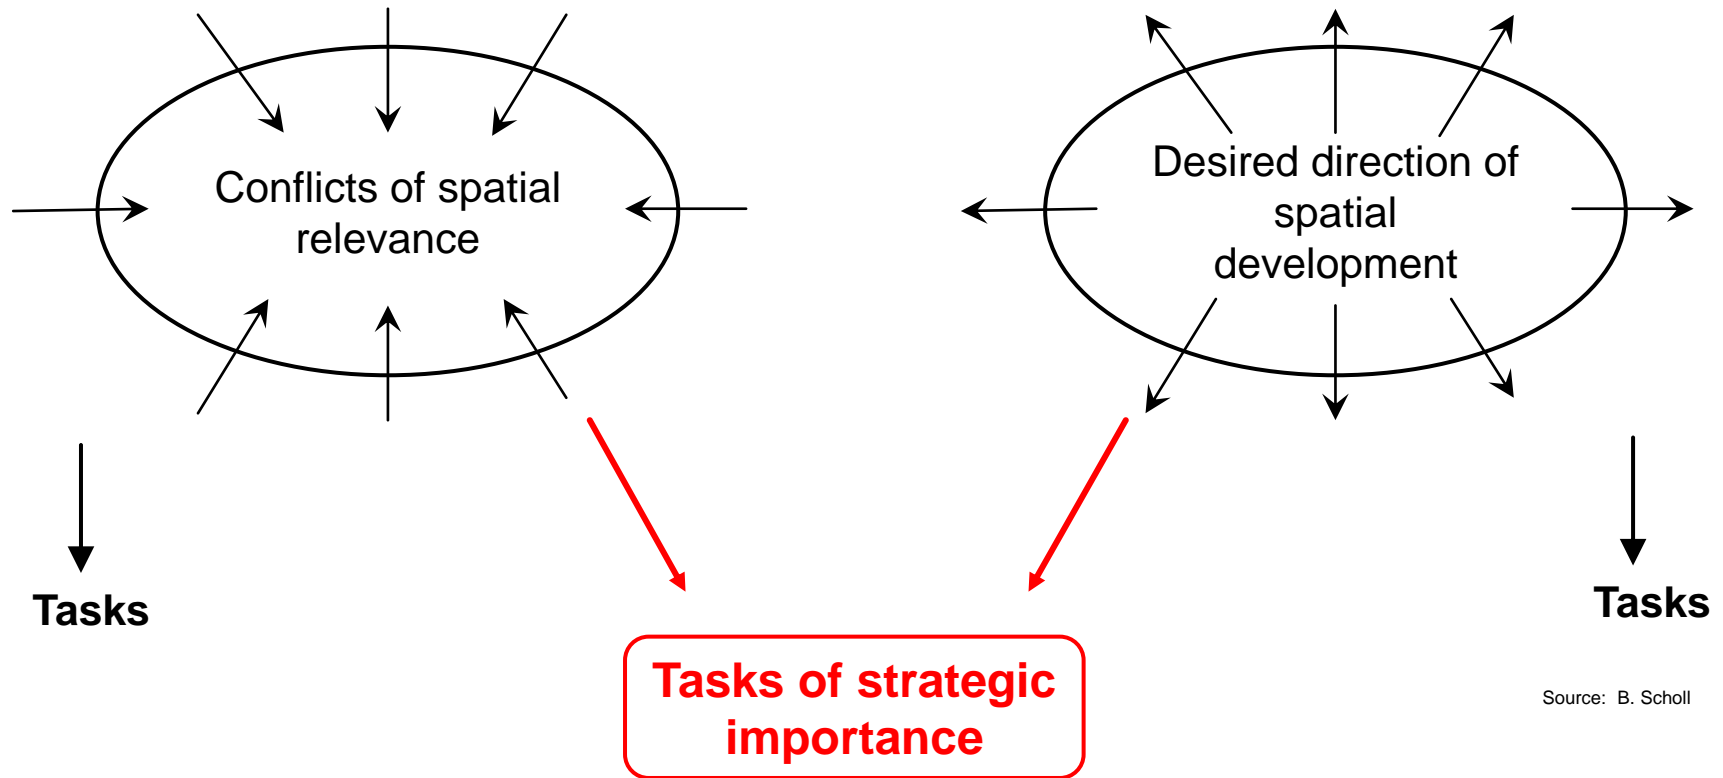 Conflicts of spatial
relevance
Desired direction of
spatial
development
Tasks
Tasks
Tasks of strategic
importance
Source: B. Scholl